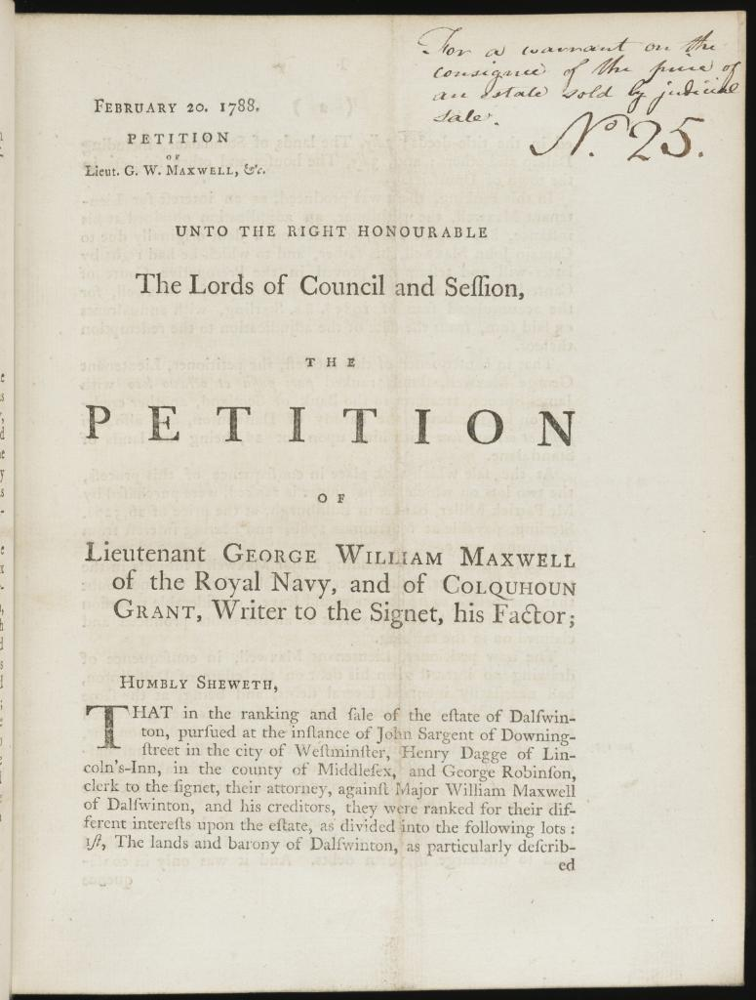 For a warrant on the
consignee of the price of
an estate sold by judicial
sale.
No. 25.
FEBRUARY 20. 1788.
PETITION
OF
Lieut. G. W. MAXWELL, &c.
UNTO THE RIGHT HONOURABLE
The Lords of Council and Seſſion,
THE
PETITION
OF
Lieutenant GEORGE WILLIAM MAXWELL
of the Royal Navy, and of COLQUHOUN
GRANT, Writer to the Signet, his Factor;
HUMBLY SHEWETH,
THAT in the ranking and ſale of the eſtate of Dalſwin-
ton, purſued at the inſtance of John Sargent of Downing-
ſtreet in the city of Weſtminſter, Henry Dagge of Lin-
coln's-Inn, in the county of Middleſex, and George Robinſon,
clerk to the ſignet, their attorney, againſt Major William Maxwell
of Dalſwinton, and his creditors, they were ranked for their dif-
ferent intereſts upon the eſtate, as divided into the following lots :
1ſt, The lands and barony of Dalſwinton, as particularly deſcrib-
ed